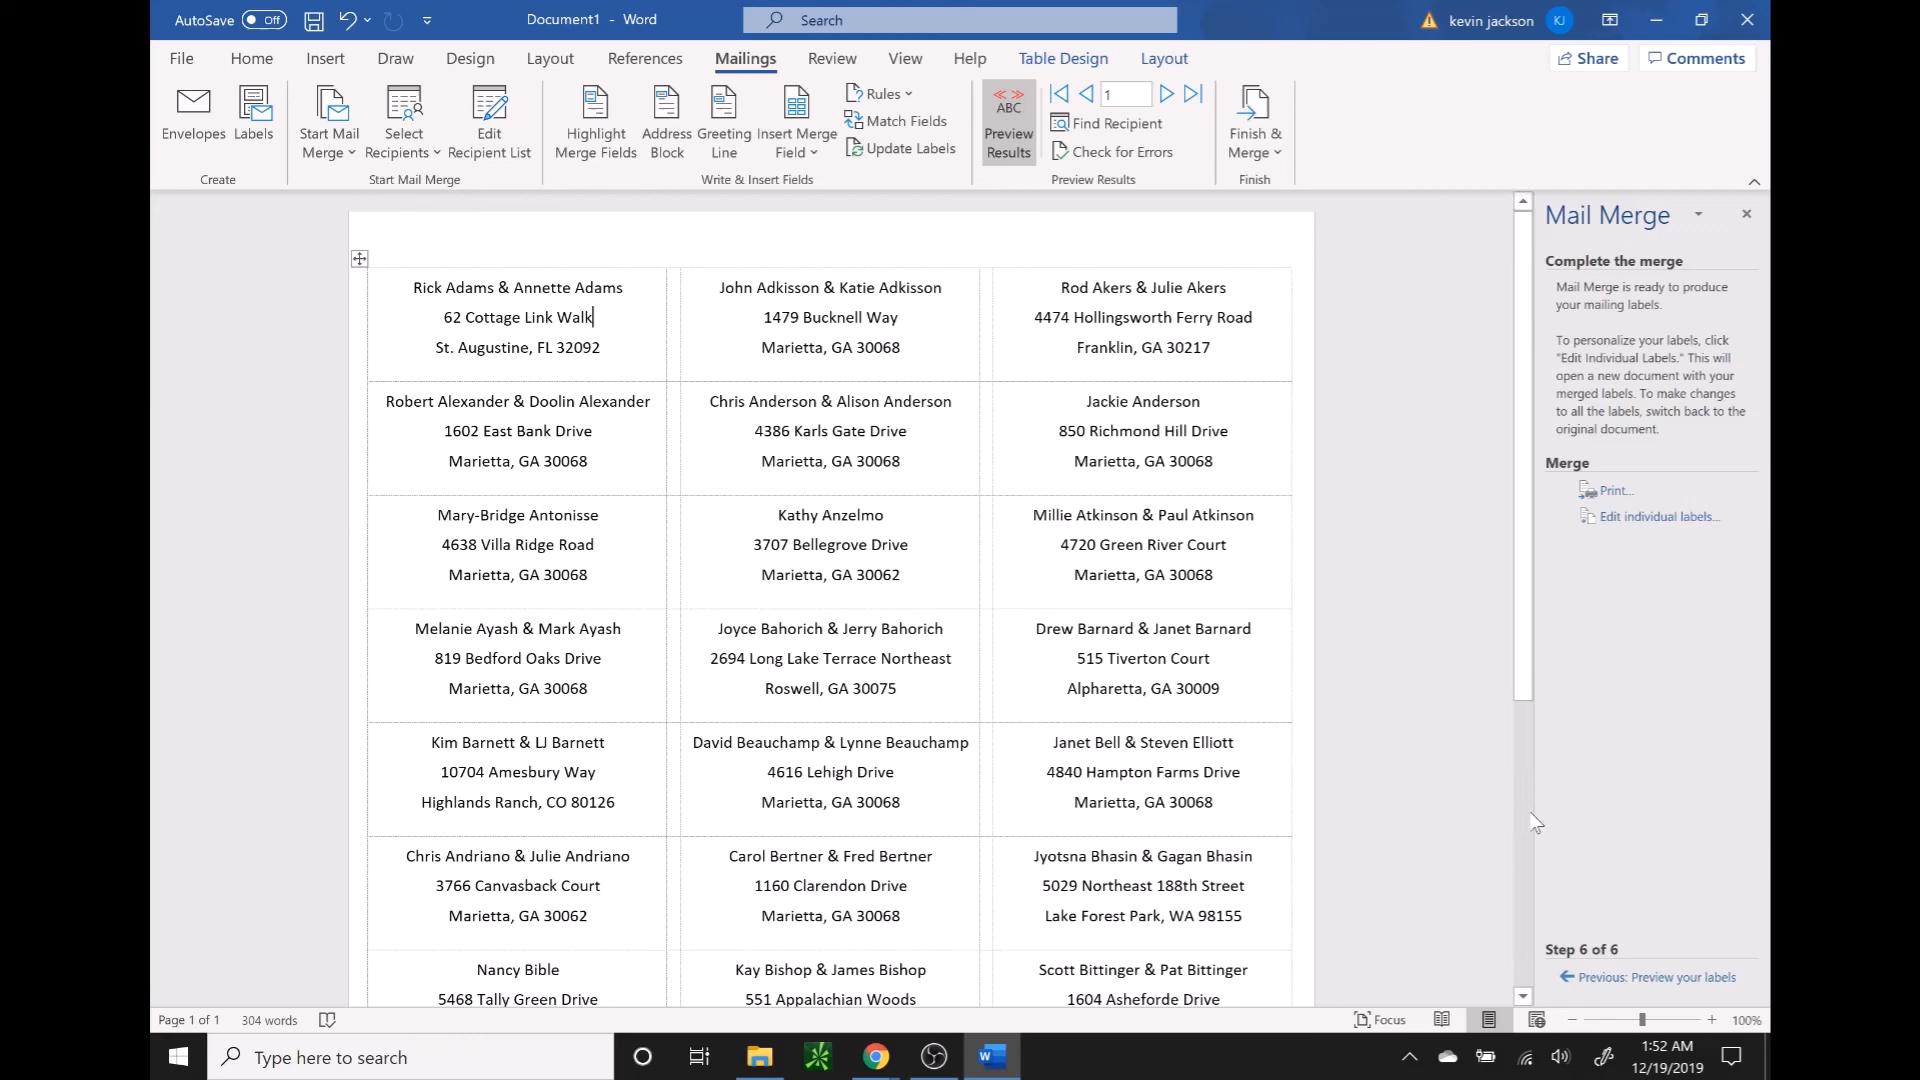 AutoSave Off Document1 - Word Search kevin jackson KJ
File Home Insert Draw Design Layout References Mailings Review View Help Table Design Layout Share Comments
Envelopes
Labels
Start Mail
Merge
Select
Recipients
Edit
Recipient List
Highlight
Merge Fields
Address
Block
Greeting
Line
Insert Merge
Field
Rules
Match Fields
Update Labels
ABC
Preview
Results
1
Find Recipient
Check for Errors
Finish &
Merge
Create Start Mail Merge Write & Insert Fields Preview Results Finish
Rick Adams & Annette Adams
62 Cottage Link Walk
St. Augustine, FL 32092
John Adkisson & Katie Adkisson
1479 Bucknell Way
Marietta, GA 30068
Rod Akers & Julie Akers
4474 Hollingsworth Ferry Road
Franklin, GA 30217
Robert Alexander & Doolin Alexander
1602 East Bank Drive
Marietta, GA 30068
Chris Anderson & Alison Anderson
4386 Karls Gate Drive
Marietta, GA 30068
Jackie Anderson
850 Richmond Hill Drive
Marietta, GA 30068
Mary-Bridge Antonisse
4638 Villa Ridge Road
Marietta, GA 30068
Kathy Anzelmo
3707 Bellegrove Drive
Marietta, GA 30062
Millie Atkinson & Paul Atkinson
4720 Green River Court
Marietta, GA 30068
Melanie Ayash & Mark Ayash
819 Bedford Oaks Drive
Marietta, GA 30068
Joyce Bahorich & Jerry Bahorich
2694 Long Lake Terrace Northeast
Roswell, GA 30075
Drew Barnard & Janet Barnard
515 Tiverton Court
Alpharetta, GA 30009
Kim Barnett & LJ Barnett
10704 Amesbury Way
Highlands Ranch, CO 80126
David Beauchamp & Lynne Beauchamp
4616 Lehigh Drive
Marietta, GA 30068
Janet Bell & Steven Elliott
4840 Hampton Farms Drive
Marietta, GA 30068
Chris Andriano & Julie Andriano
3766 Canvasback Court
Marietta, GA 30062
Carol Bertner & Fred Bertner
1160 Clarendon Drive
Marietta, GA 30068
Jyotsna Bhasin & Gagan Bhasin
5029 Northeast 188th Street
Lake Forest Park, WA 98155
Nancy Bible
5468 Tally Green Drive
Kay Bishop & James Bishop
551 Appalachian Woods
Scott Bittinger & Pat Bittinger
1604 Asheforde Drive
Mail Merge
Complete the merge
Mail Merge is ready to produce
your mailing labels.
To personalize your labels, click
"Edit Individual Labels." This will
open a new document with your
merged labels. To make changes
to all the labels, switch back to the
original document.
Merge
Print...
Edit individual labels...
Step 6 of 6
Previous: Preview your labels
Page 1 of 1 304 words Focus 100%
Type here to search
W
1:52 AM
12/19/2019